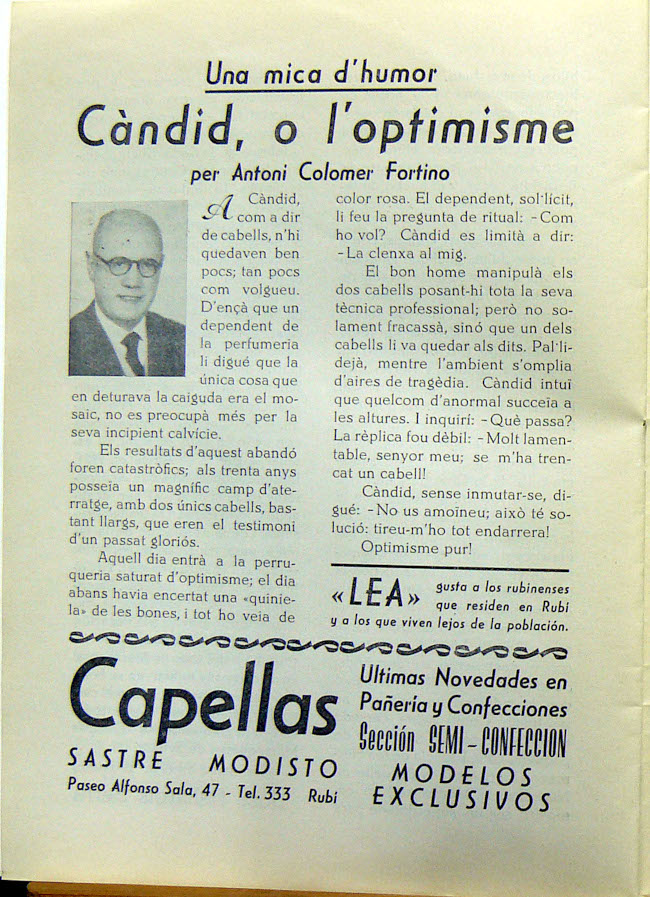 Una mica d'humor
Càndid, o l'optimisme
per Antoni Colomer Fortino
A Càndid,
com a dir
de cabells, n'hi
quedaven ben
pocs; tan pocs
com volgueu.
D'ençà que un
dependent de
la perfumeria
li digué que la
única cosa que
en deturava la caiguda era el mo-
saic, no es preocupà més per la
seva incipient calvície.
Els resultats d'aquest abandó
foren catastròfics; als trenta anys
posseia un magnífic camp d'ate-
rratge, amb dos únics cabells, bas-
tant llargs, que eren el testimoni
d'un passat gloriós.
Aquell dia entrà a la perru-
queria saturat d'optimisme; el dia
abans havia encertat una «quinie-
la» de les bones, i tot ho veia de
color rosa. El dependent, sol·lícit,
li feu la pregunta de ritual: -Com
ho vol? Càndid es limità a dir:
-La clenxa al mig.
El bon home manipulà els
dos cabells posant-hi tota la seva
tècnica professional; però no so-
lament fracassà, sinó que un dels
cabells li va quedar als dits. Pal·li-
dejà, mentre l'ambient s'omplia
d'aires de tragèdia. Càndid intuí
que quelcom d'anormal succeïa a
les altures. I inquirí: -Què passa?
La rèplica fou dèbil: -Molt lamen-
table, senyor meu; se m'ha tren-
cat un cabell!
Càndid, sense inmutar-se, di-
gué: -No us amoïneu; això té so-
lució: tireu-m'ho tot endarrera!
Optimisme pur!
«LEA» gusta a los rubinenses
que residen en Rubí
y a los que viven lejos de la población.
Capellas
SASTRE MODISTO
Paseo Alfonso Sala, 47 - Tel. 333 Rubí
Ultimas Novedades en
Pañería y Confecciones
Sección SEMI-CONFECCION
MODELOS
EXCLUSIVOS